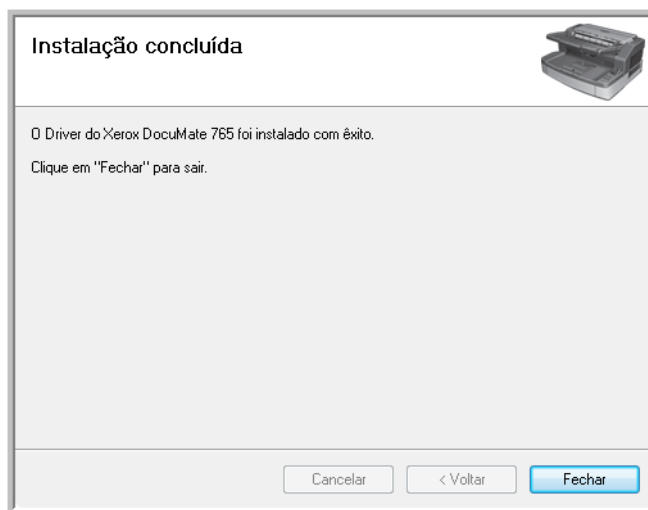 Instalação concluída
O Driver do Xerox DocuMate 765 foi instalado com êxito.
Clique em "Fechar" para sair.
Cancelar
< Voltar
Fechar